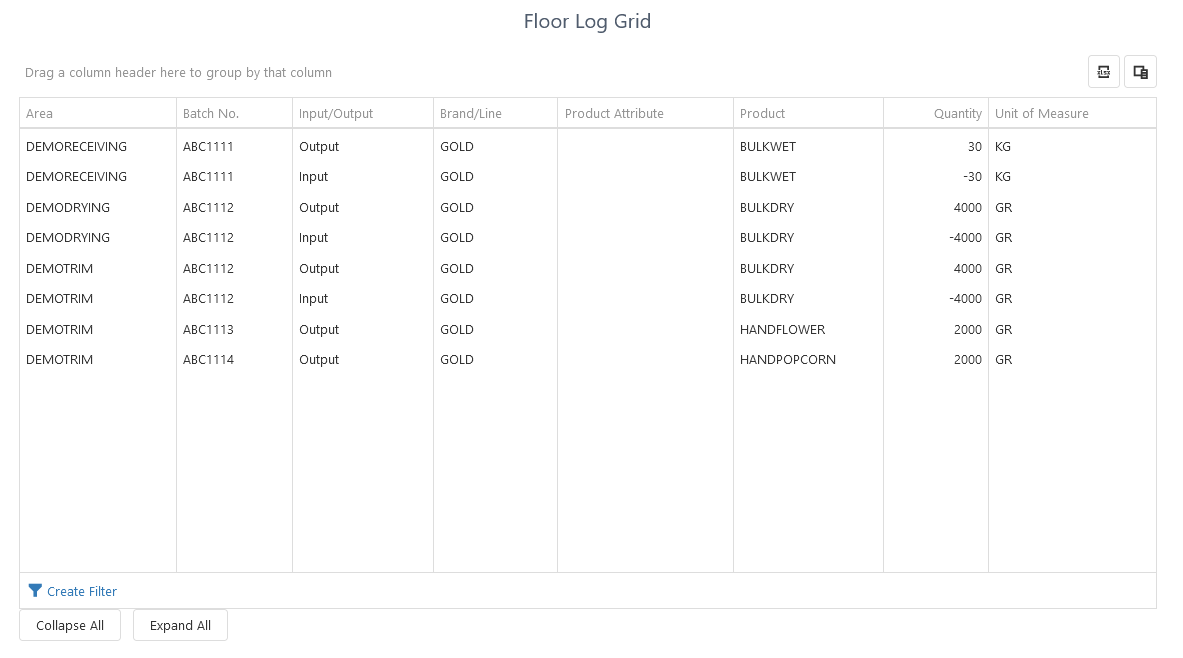 Floor Log Grid
Drag a column header here to group by that column
xlsx
Area Batch No. Input/Output Brand/Line Product Attribute Product Quantity Unit of Measure
DEMORECEIVING ABC1111 Output GOLD BULKWET 30 KG
DEMORECEIVING ABC1111 Input GOLD BULKWET -30 KG
DEMODRYING ABC1112 Output GOLD BULKDRY 4000 GR
DEMODRYING ABC1112 Input GOLD BULKDRY -4000 GR
DEMOTRIM ABC1112 Output GOLD BULKDRY 4000 GR
DEMOTRIM ABC1112 Input GOLD BULKDRY -4000 GR
DEMOTRIM ABC1113 Output GOLD HANDFLOWER 2000 GR
DEMOTRIM ABC1114 Output GOLD HANDPOPCORN 2000 GR
Create Filter
Collapse All Expand All